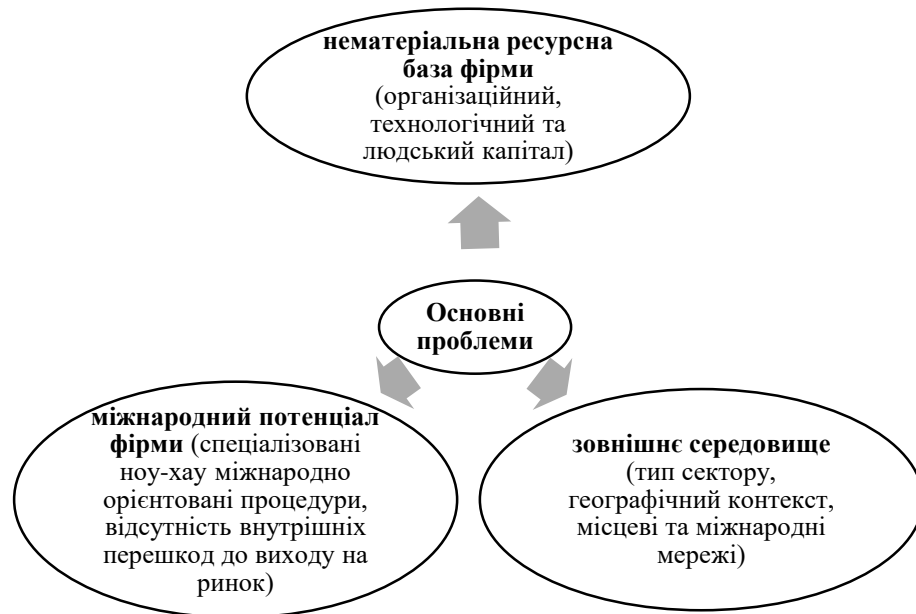 нематеріальна ресурсна
база фірми
(організаційний,
технологічний та
людський капітал)
Основні
проблеми
міжнародний потенціал
фірми (спеціалізовані
ноу-хау міжнародно
орієнтовані процедури,
відсутність внутрішніх
перешкод до виходу на
ринок)
зовнішнє середовище
(тип сектору,
географічний контекст,
місцеві та міжнародні
мережі)